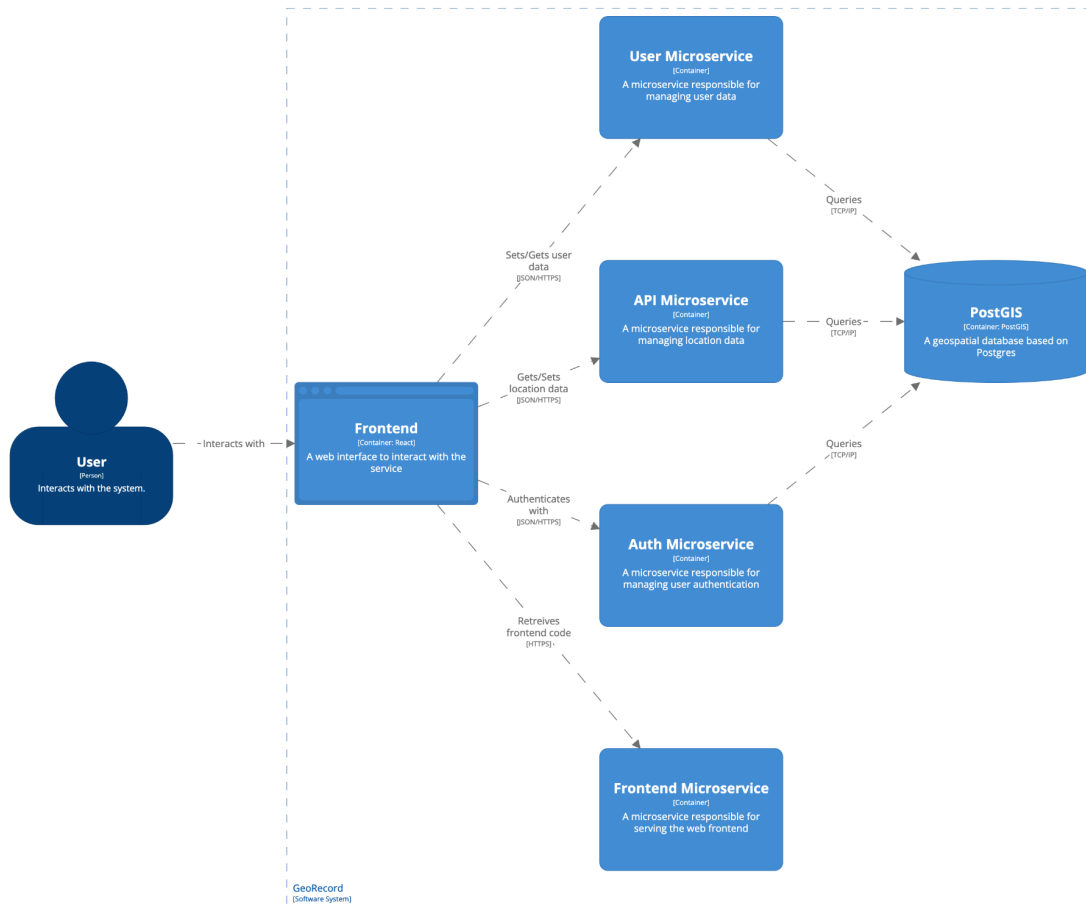 User Microservice
[Container]
A microservice responsible for
managing user data
Queries
[TCP/IP]
Sets/Gets user
data
[JSON/HTTPS]
API Microservice
[Container]
A microservice responsible for
managing location data
Queries
[TCP/IP]
PostGIS
[Container: PostGIS]
A geospatial database based on
Postgres
Gets/Sets
location data
[JSON/HTTPS]
User
[Person]
Interacts with the system.
Interacts with
Frontend
[Container: React]
A web interface to interact with the
service
Queries
[TCP/IP]
Authenticates
with
[JSON/HTTPS]
Auth Microservice
[Container]
A microservice responsible for
managing user authentication
Retreives
frontend code
[HTTPS]
Frontend Microservice
[Container]
A microservice responsible for
serving the web frontend
GeoRecord
[Software System]